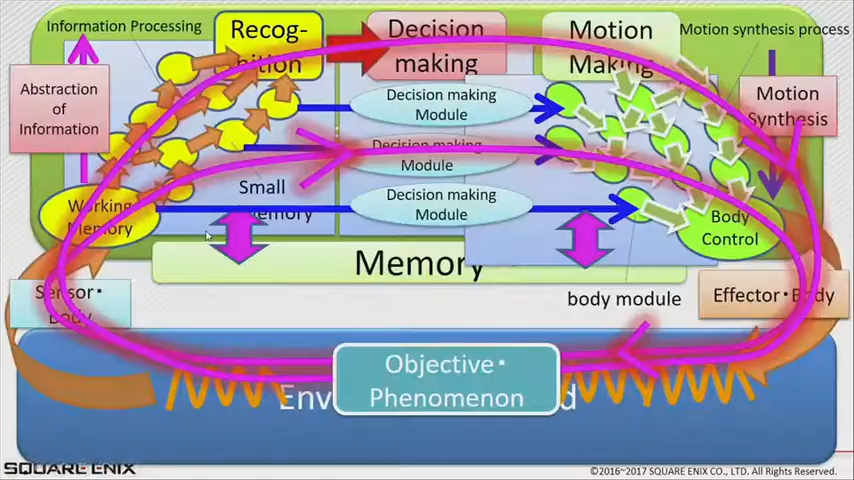 Information Processing
Recog-
nition
Decision
making
Motion
Making
Motion synthesis process
Abstraction
of
Information
Decision making
Module
Motion
Synthesis
Decision making
Module
Small
Memory
Decision making
Module
Working
Memory
Body
Control
Memory
Sensor・
Body
body module
Effector・Body
Objective・
Phenomenon
SQUARE ENIX
©2016~2017 SQUARE ENIX CO., LTD. All Rights Reserved.